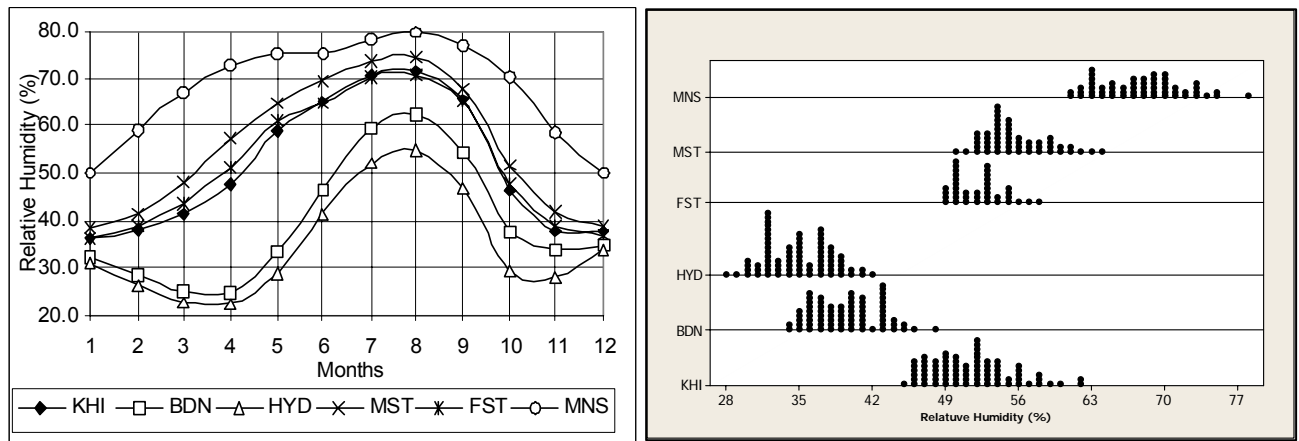 80.0
70.0
60.0
50.0
40.0
30.0
20.0
Relative Humidity (%)
1 2 3 4 5 6 7 8 9 10 11 12
Months
KHI BDN HYD MST FST MNS
MNS
MST
FST
HYD
BDN
KHI
28 35 42 49 56 63 70 77
Relatuve Humidity (%)